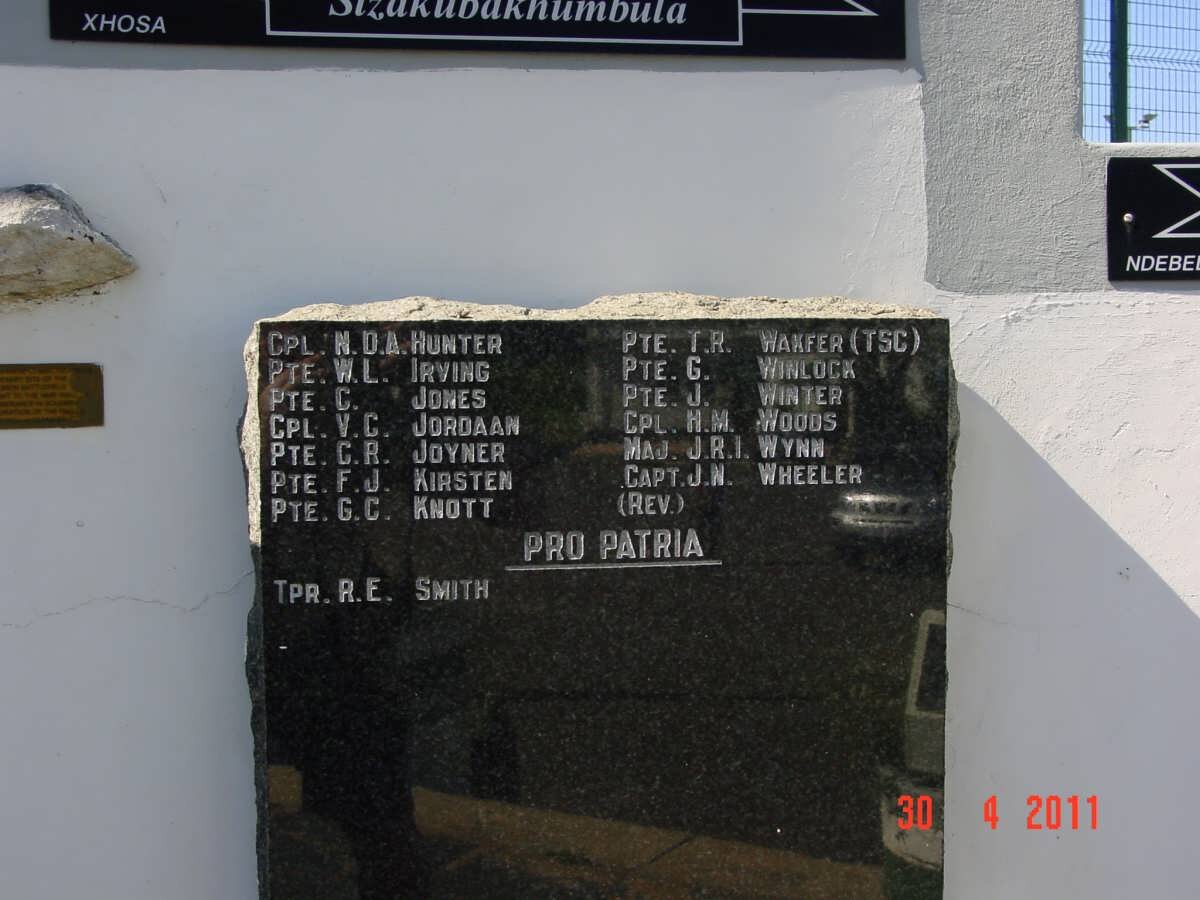 Sizakubakhumbula
XHOSA
NDEBEL
CPL. N.D.A. HUNTER
PTE. W.L. IRVING
PTE. C. JONES
CPL. V.C. JORDAAN
PTE. C.R. JOYNER
PTE. F.J. KIRSTEN
PTE. G.C. KNOTT
PTE. T.R. WAKFER (TSC)
PTE. G. WINLOCK
PTE. J. WINTER
CPL. H.M. WOODS
MAJ. J.R.I. WYNN
CAPT. J.N. WHEELER
(REV.)
PRO PATRIA
TPR. R.E. SMITH
30 4 2011